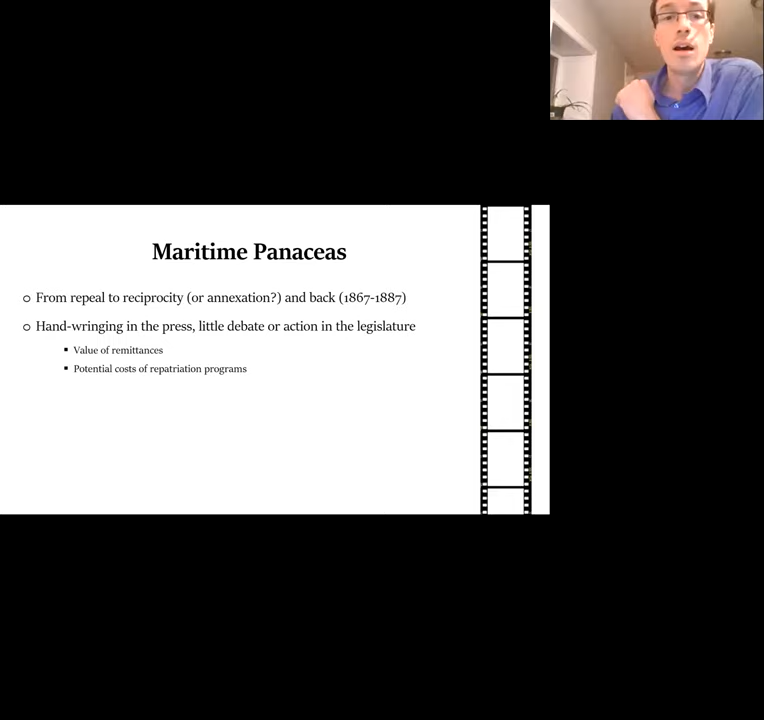 Maritime Panaceas
o From repeal to reciprocity (or annexation?) and back (1867-1887)
o Hand-wringing in the press, little debate or action in the legislature
▪ Value of remittances
▪ Potential costs of repatriation programs